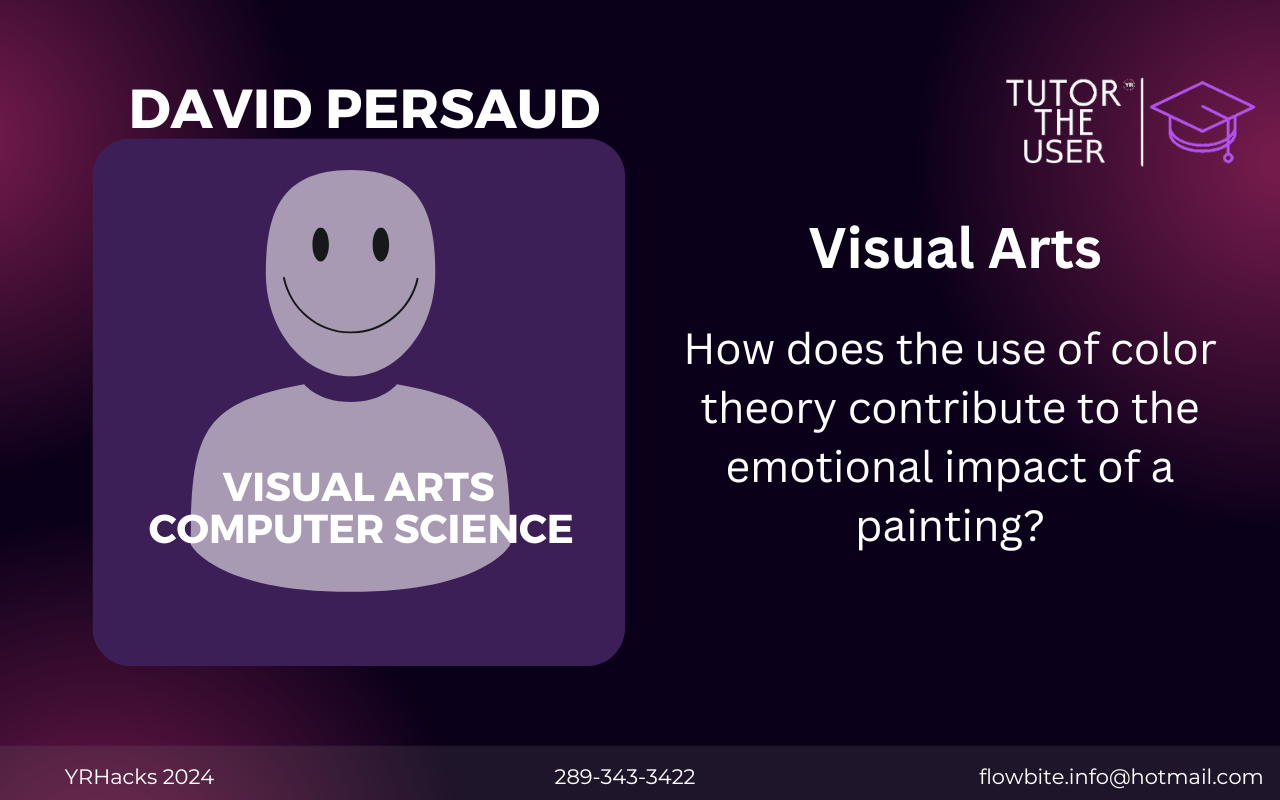 DAVID PERSAUD
VISUAL ARTS
COMPUTER SCIENCE
TUTOR YR
THE
USER
Visual Arts
How does the use of color
theory contribute to the
emotional impact of a
painting?
YRHacks 2024
289-343-3422
flowbite.info@hotmail.com